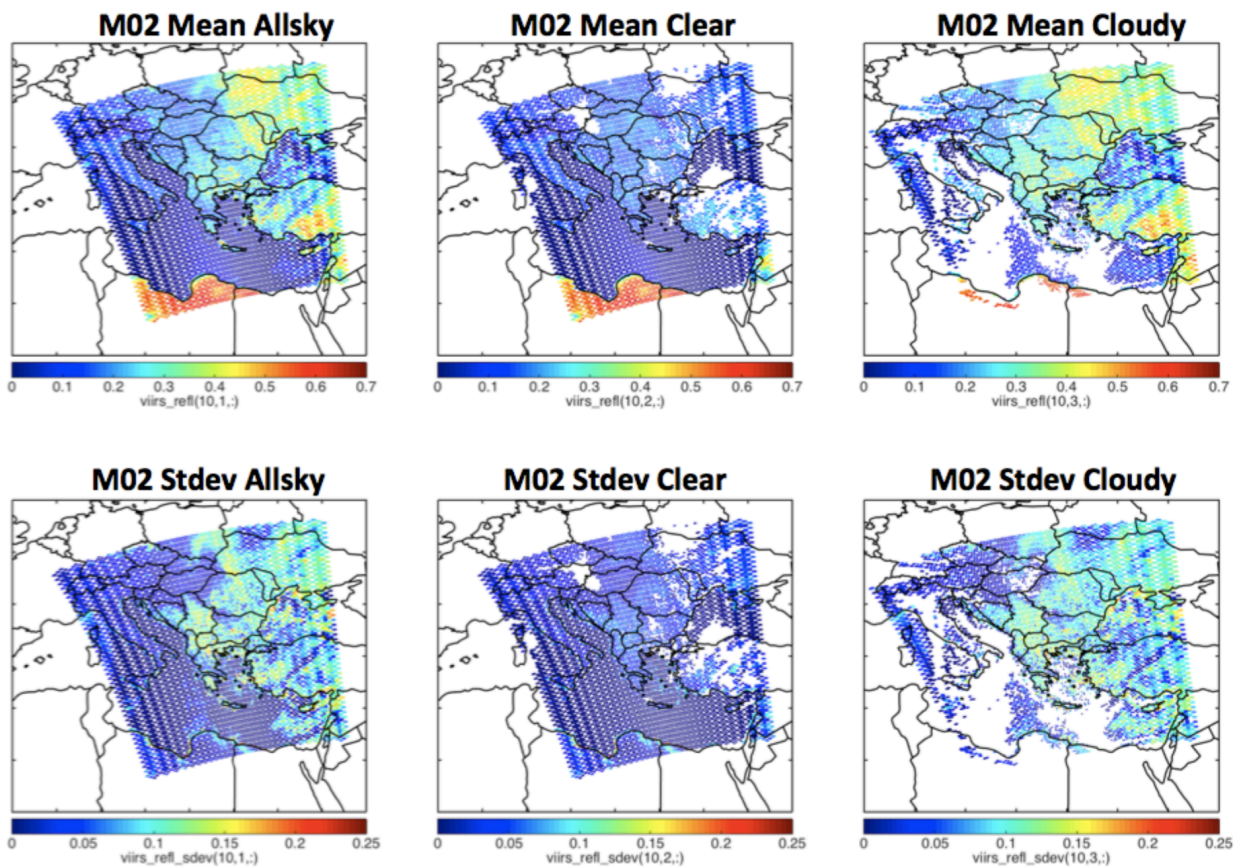 M02 Mean Allsky
M02 Mean Clear
M02 Mean Cloudy
0 0.1 0.2 0.3 0.4 0.5 0.6 0.7
viirs_refl(10,1,:)
0 0.1 0.2 0.3 0.4 0.5 0.6 0.7
viirs_refl(10,2,:)
0 0.1 0.2 0.3 0.4 0.5 0.6 0.7
viirs_refl(10,3,:)
M02 Stdev Allsky
M02 Stdev Clear
M02 Stdev Cloudy
0 0.05 0.1 0.15 0.2 0.25
viirs_refl_sdev(10,1,:)
0 0.05 0.1 0.15 0.2 0.25
viirs_refl_sdev(10,2,:)
0 0.05 0.1 0.15 0.2 0.25
viirs_refl_sdev(10,3,:)